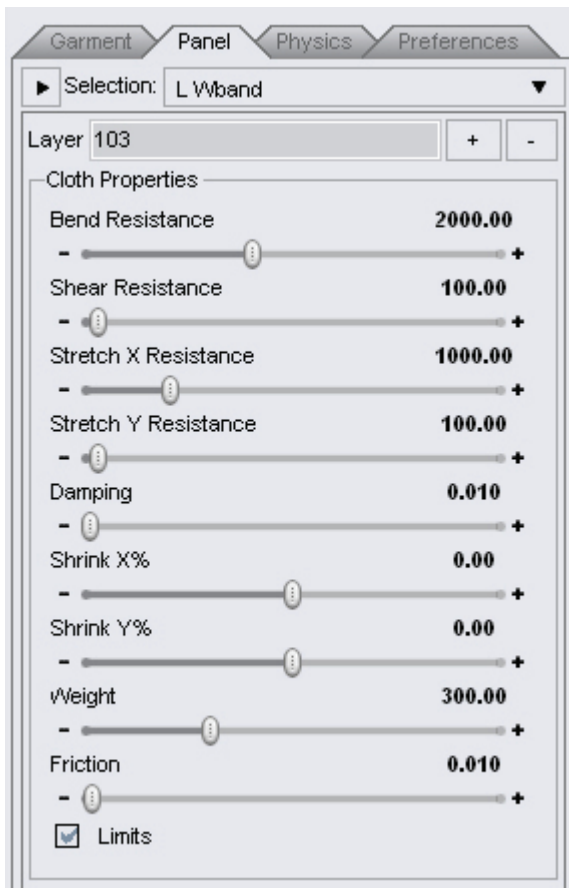 Garment Panel Physics Preferences
Selection: L Wband
Layer 103 + -
Cloth Properties
Bend Resistance 2000.00
- +
Shear Resistance 100.00
- +
Stretch X Resistance 1000.00
- +
Stretch Y Resistance 100.00
- +
Damping 0.010
- +
Shrink X% 0.00
- +
Shrink Y% 0.00
- +
Weight 300.00
- +
Friction 0.010
- +
Limits